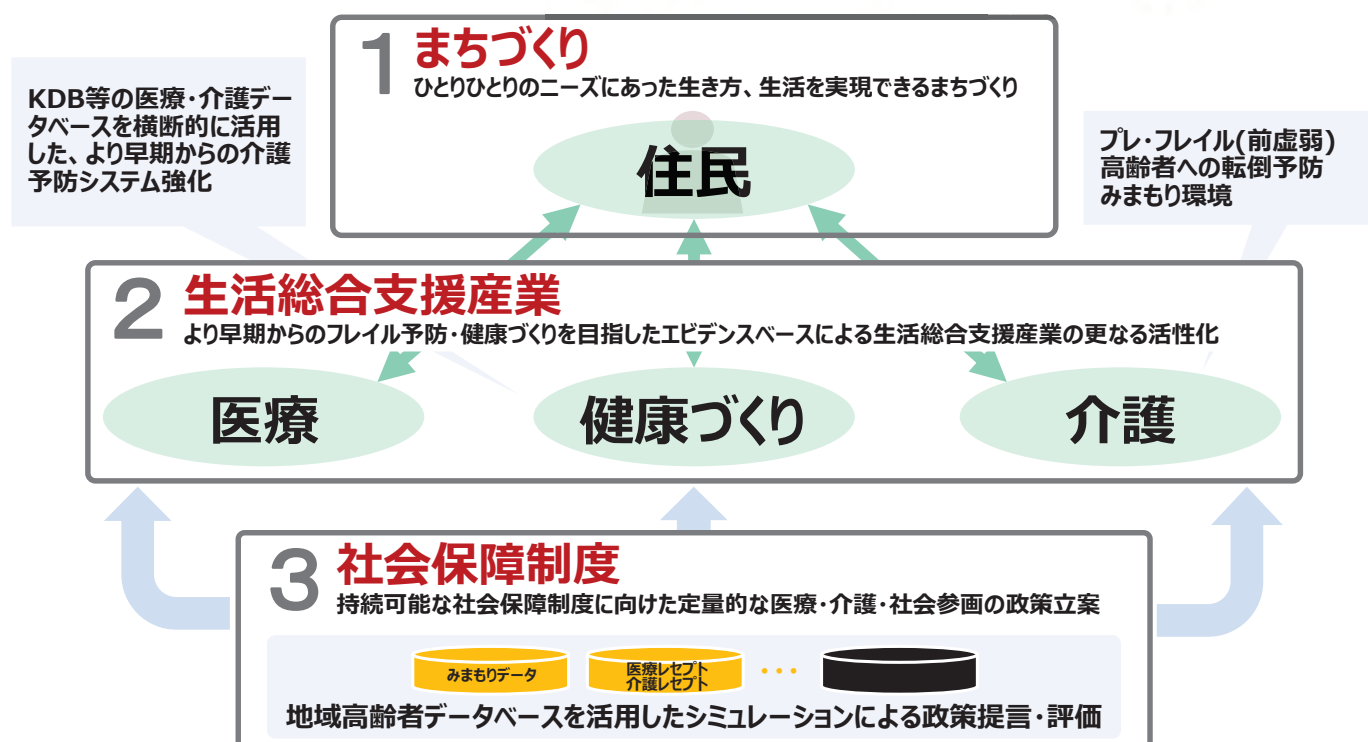 1 まちづくり
ひとりひとりのニーズにあった生き方、生活を実現できるまちづくり
KDB等の医療・介護デー
タベースを横断的に活用
した、より早期からの介護
予防システム強化
プレ・フレイル(前虚弱)
高齢者への転倒予防
みまもり環境
住民
2 生活総合支援産業
より早期からのフレイル予防・健康づくりを目指したエビデンスベースによる生活総合支援産業の更なる活性化
医療
健康づくり
介護
3 社会保障制度
持続可能な社会保障制度に向けた定量的な医療・介護・社会参画の政策立案
みまもりデータ
医療レセプト
介護レセプト
・・・
地域高齢者データベースを活用したシミュレーションによる政策提言・評価